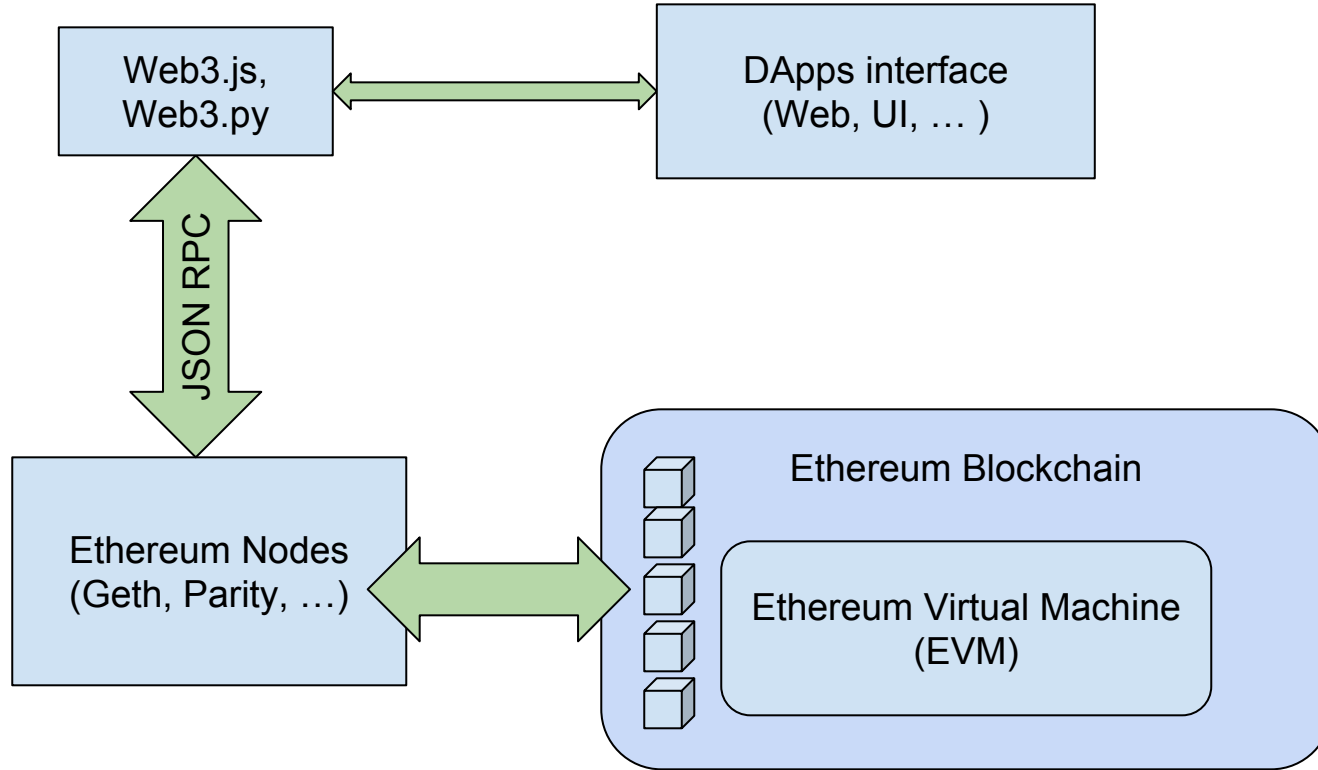 Web3.js,
Web3.py
DApps interface
(Web, UI, … )
JSON RPC
Ethereum Nodes
(Geth, Parity, …)
Ethereum Blockchain
Ethereum Virtual Machine
(EVM)